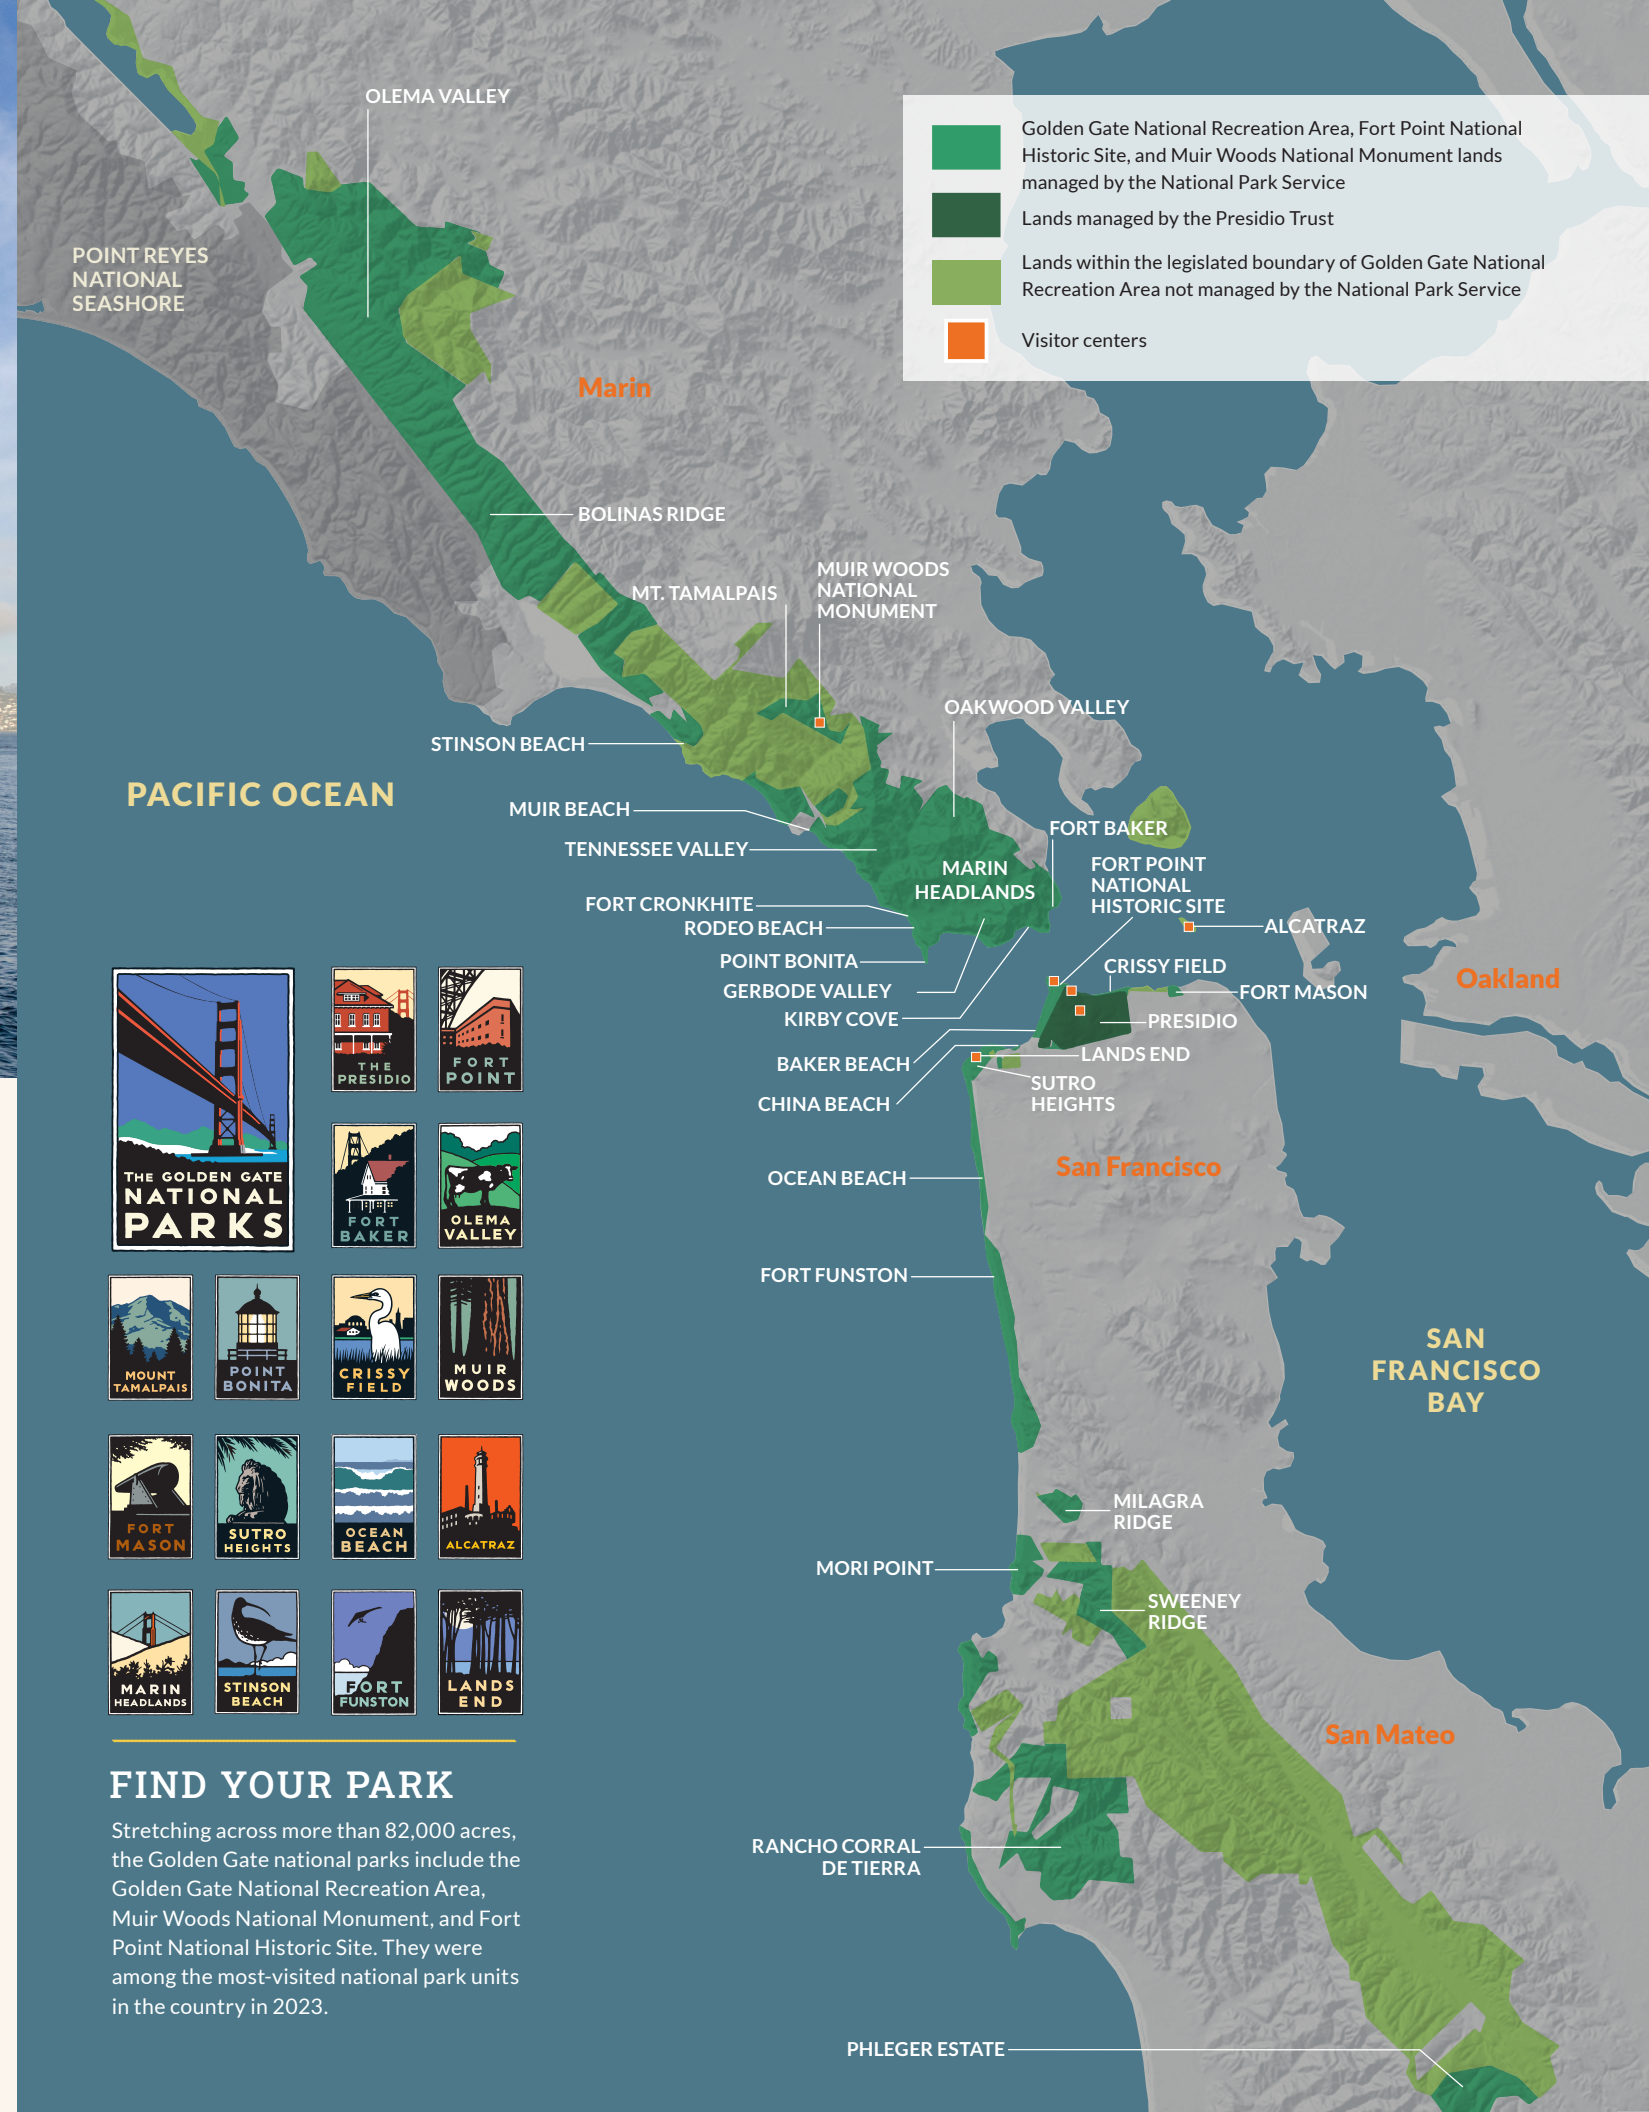 OLEMA VALLEY
Golden Gate National Recreation Area, Fort Point National
Historic Site, and Muir Woods National Monument lands
managed by the National Park Service
Lands managed by the Presidio Trust
Lands within the legislated boundary of Golden Gate National
Recreation Area not managed by the National Park Service
Visitor centers
POINT REYES
NATIONAL
SEASHORE
Marin
BOLINAS RIDGE
MT. TAMALPAIS
MUIR WOODS
NATIONAL
MONUMENT
OAKWOOD VALLEY
STINSON BEACH
PACIFIC OCEAN
MUIR BEACH
TENNESSEE VALLEY
FORT BAKER
MARIN
HEADLANDS
FORT POINT
NATIONAL
HISTORIC SITE
FORT CRONKHITE
RODEO BEACH
ALCATRAZ
POINT BONITA
CRISSY FIELD
Oakland
GERBODE VALLEY
FORT MASON
KIRBY COVE
PRESIDIO
BAKER BEACH
LANDS END
CHINA BEACH
SUTRO
HEIGHTS
San Francisco
OCEAN BEACH
FORT FUNSTON
SAN
FRANCISCO
BAY
MILAGRA
RIDGE
MORI POINT
SWEENEY
RIDGE
San Mateo
RANCHO CORRAL
DE TIERRA
PHLEGER ESTATE
THE GOLDEN GATE
NATIONAL
PARKS
THE
PRESIDIO
FORT
POINT
FORT
BAKER
OLEMA
VALLEY
MOUNT
TAMALPAIS
POINT
BONITA
CRISSY
FIELD
MUIR
WOODS
FORT
MASON
SUTRO
HEIGHTS
OCEAN
BEACH
ALCATRAZ
MARIN
HEADLANDS
STINSON
BEACH
FORT
FUNSTON
LANDS
END
FIND YOUR PARK
Stretching across more than 82,000 acres,
the Golden Gate national parks include the
Golden Gate National Recreation Area,
Muir Woods National Monument, and Fort
Point National Historic Site. They were
among the most-visited national park units
in the country in 2023.